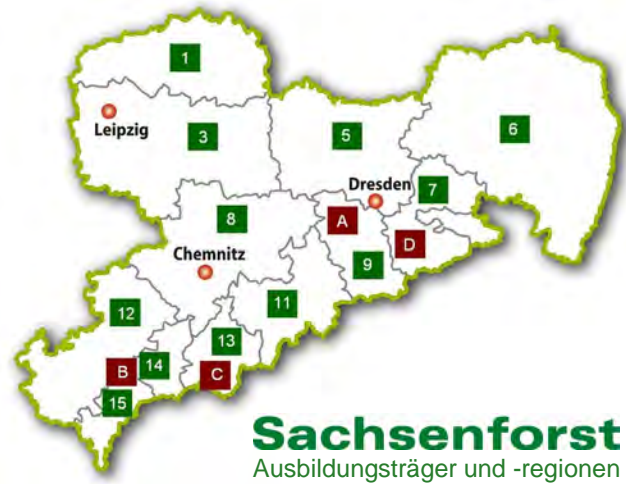 1
Leipzig
3
5
6
Dresden
7
8
A
D
Chemnitz
9
11
12
13
B
14
C
15
Sachsenforst
Ausbildungsträger und -regionen